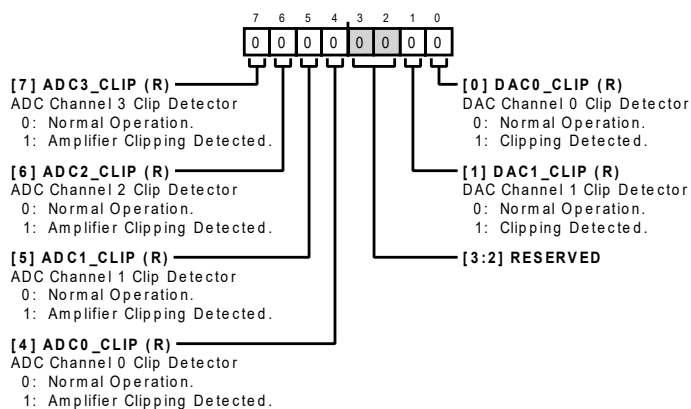 7 6 5 4 3 2 1 0
0 0 0 0 0 0 0 0
[7] ADC3_CLIP (R)
ADC Channel 3 Clip Detector
0: Normal Operation.
1: Amplifier Clipping Detected.
[6] ADC2_CLIP (R)
ADC Channel 2 Clip Detector
0: Normal Operation.
1: Amplifier Clipping Detected.
[5] ADC1_CLIP (R)
ADC Channel 1 Clip Detector
0: Normal Operation.
1: Amplifier Clipping Detected.
[4] ADC0_CLIP (R)
ADC Channel 0 Clip Detector
0: Normal Operation.
1: Amplifier Clipping Detected.
[0] DAC0_CLIP (R)
DAC Channel 0 Clip Detector
0: Normal Operation.
1: Clipping Detected.
[1] DAC1_CLIP (R)
DAC Channel 1 Clip Detector
0: Normal Operation.
1: Clipping Detected.
[3:2] RESERVED